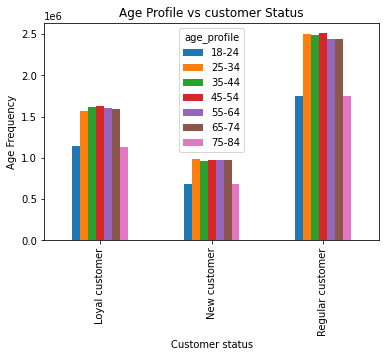 Age Profile vs customer Status
1e6
2.5
2.0
1.5
1.0
0.5
0.0
Age Frequency
age_profile
18-24
25-34
35-44
45-54
55-64
65-74
75-84
Loyal customer
New customer
Regular customer
Customer status